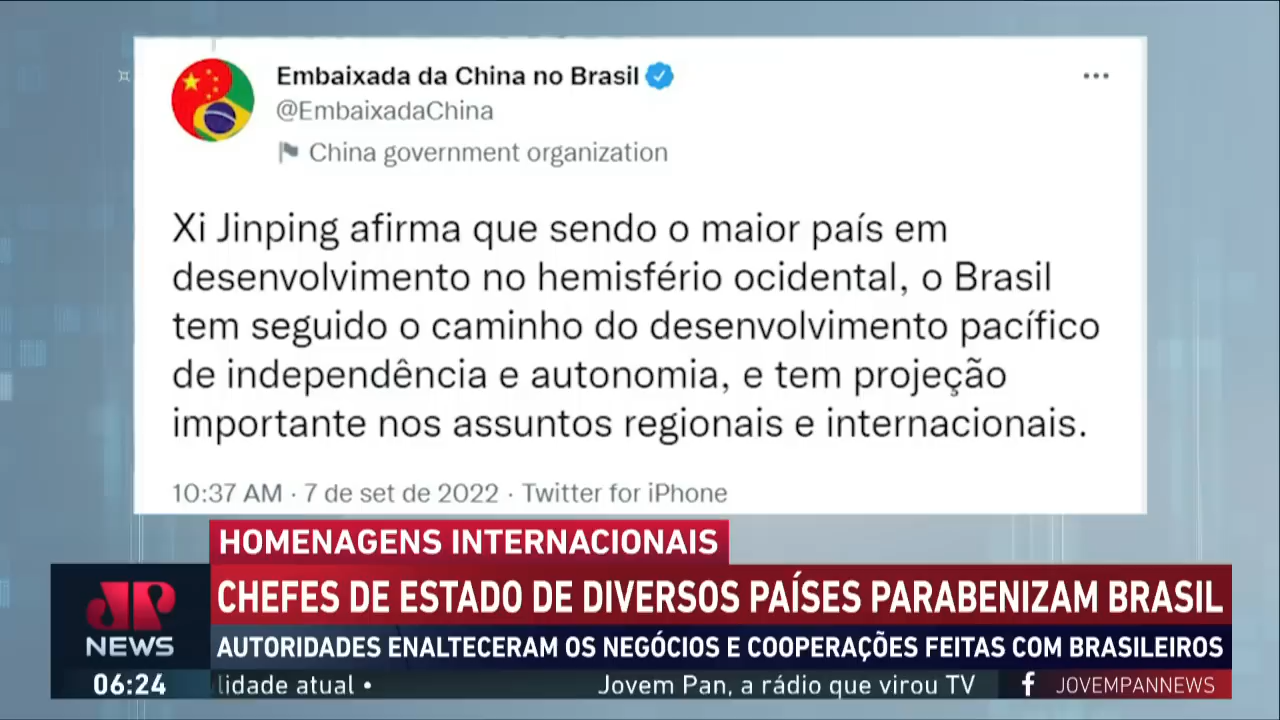 Embaixada da China no Brasil
@EmbaixadaChina
China government organization
Xi Jinping afirma que sendo o maior país em
desenvolvimento no hemisfério ocidental, o Brasil
tem seguido o caminho do desenvolvimento pacífico
de independência e autonomia, e tem projeção
importante nos assuntos regionais e internacionais.
10:37 AM · 7 de set de 2022 · Twitter for iPhone
HOMENAGENS INTERNACIONAIS
CHEFES DE ESTADO DE DIVERSOS PAÍSES PARABENIZAM BRASIL
AUTORIDADES ENALTECERAM OS NEGÓCIOS E COOPERAÇÕES FEITAS COM BRASILEIROS
JP
NEWS
06:24
lidade atual •
Jovem Pan, a rádio que virou TV
JOVEMPANNEWS